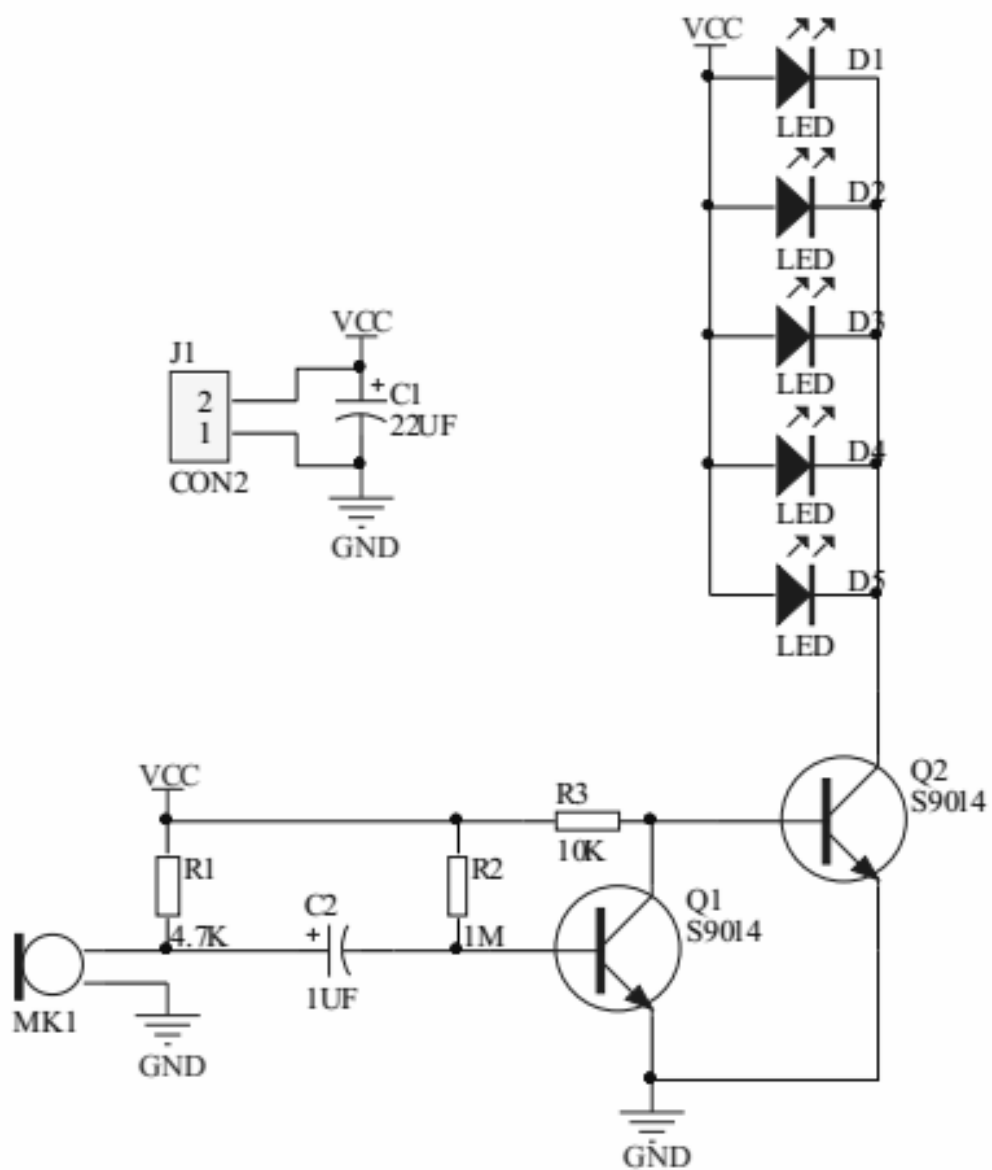 VCC
D1
LED
D2
LED
D3
LED
D4
LED
D5
LED
VCC
J1
2
1
CON2
+
C1
22UF
GND
VCC
R1
4.7K
C2
+
1UF
R2
1M
R3
10K
Q1
S9014
Q2
S9014
MK1
GND
GND